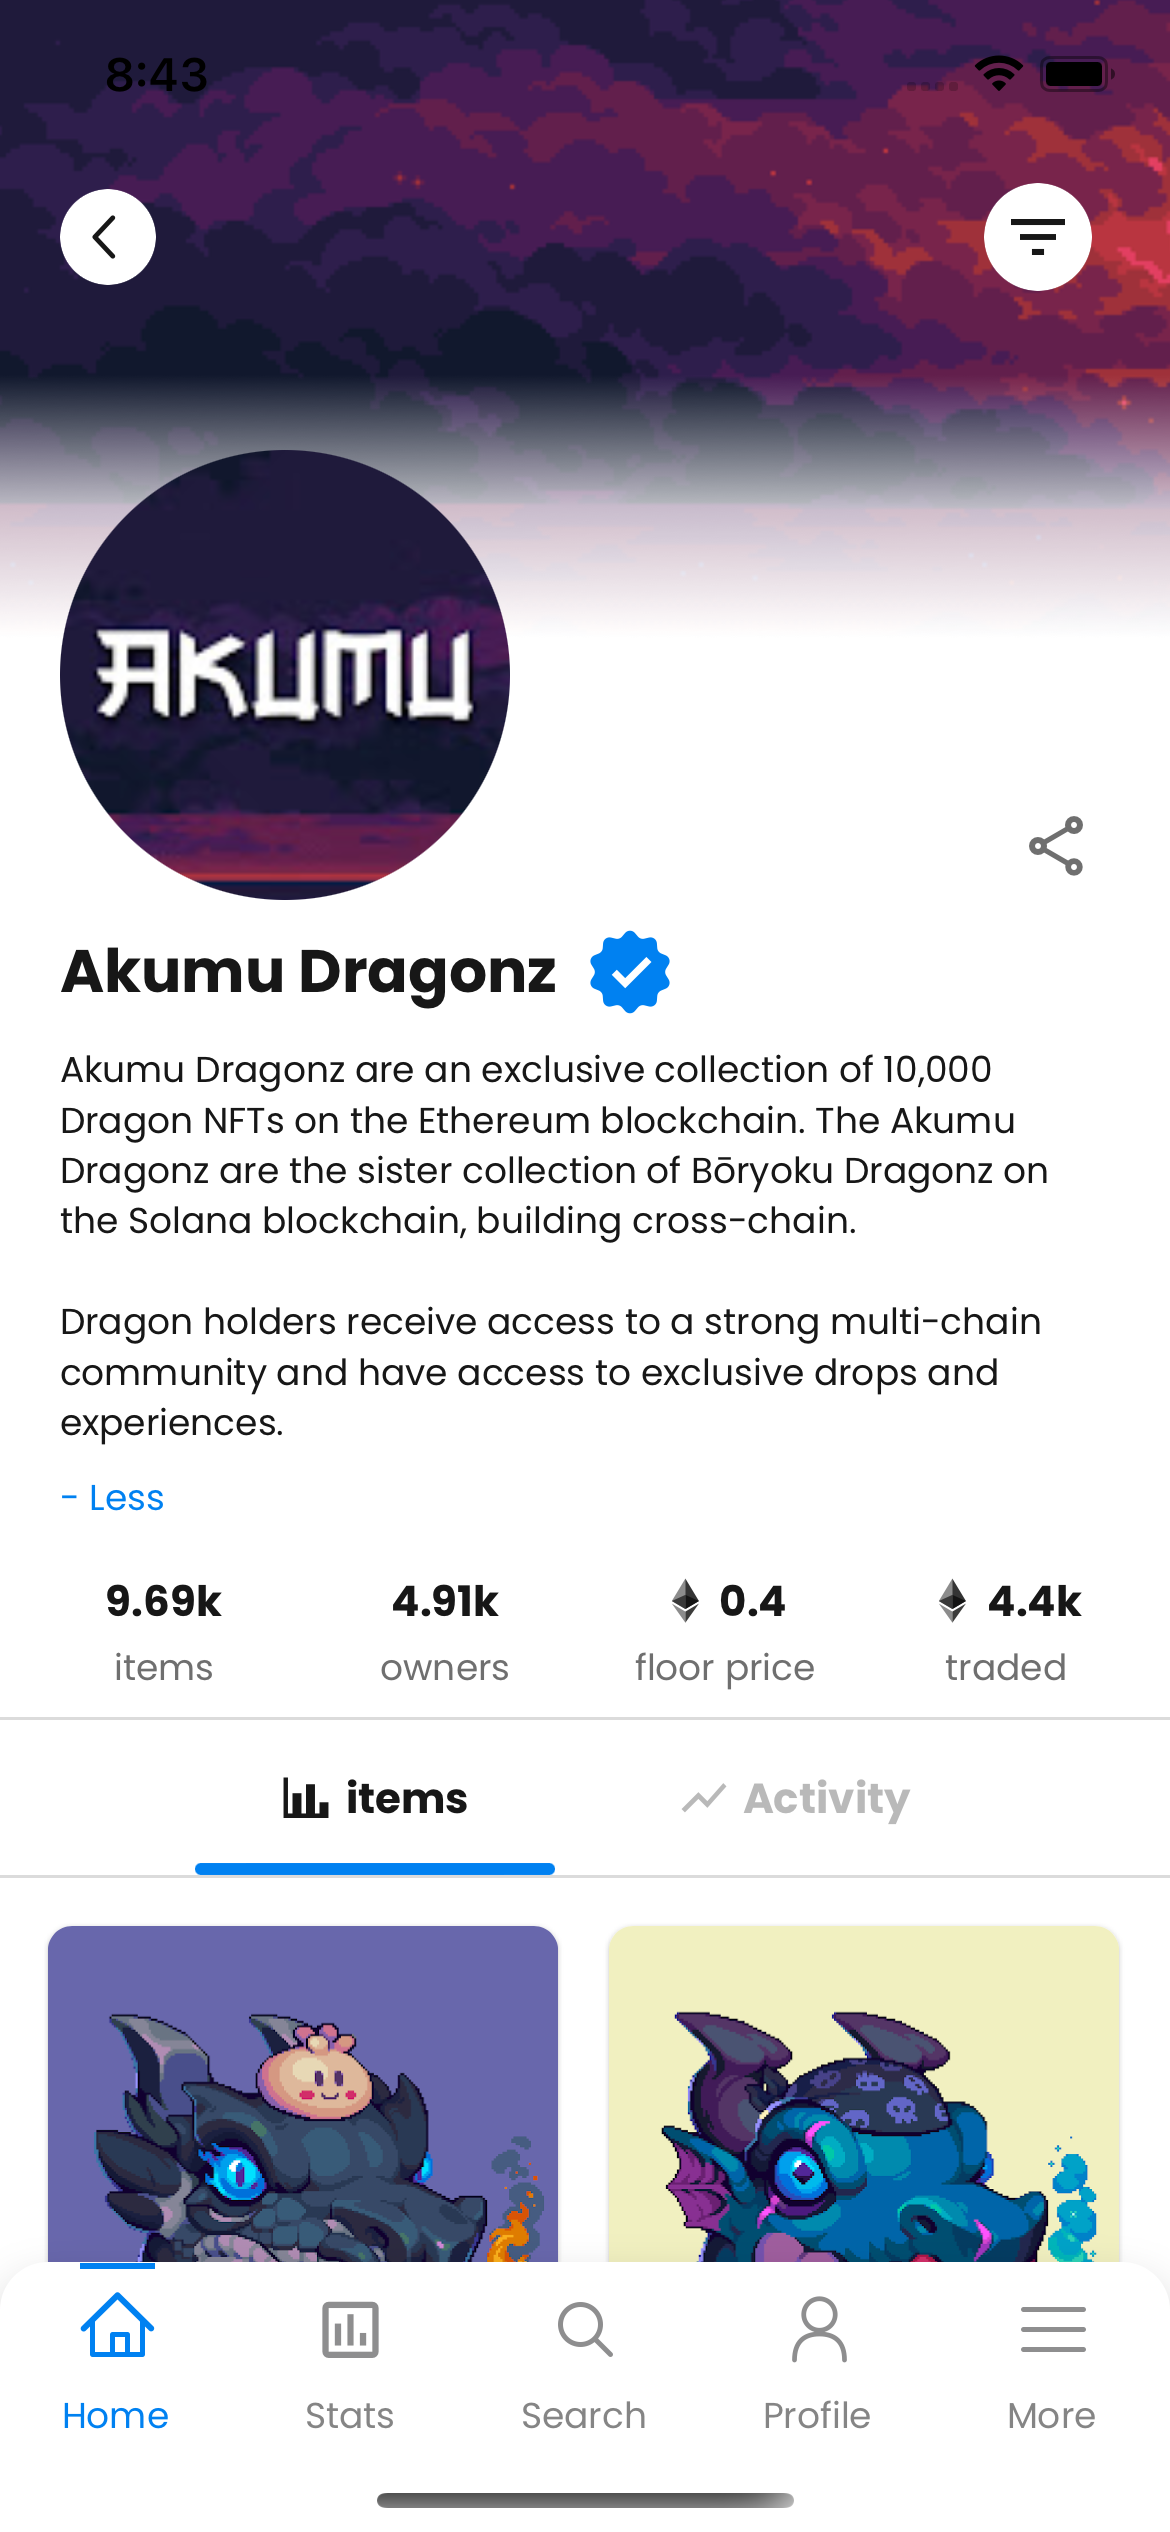 8:43
AKUMU
Akumu Dragonz
Akumu Dragonz are an exclusive collection of 10,000
Dragon NFTs on the Ethereum blockchain. The Akumu
Dragonz are the sister collection of Bōryoku Dragonz on
the Solana blockchain, building cross-chain.
Dragon holders receive access to a strong multi-chain
community and have access to exclusive drops and
experiences.
- Less
9.69k 4.91k 0.4 4.4k
items owners floor price traded
items Activity
Home Stats Search Profile More